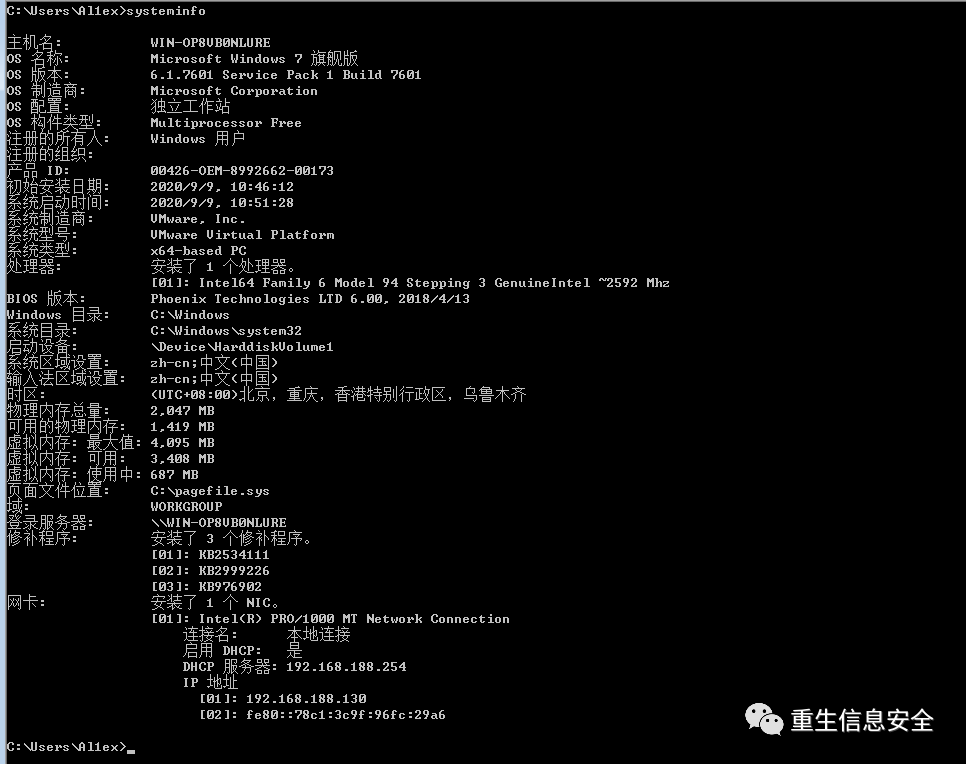 C:\Users\Al1ex>systeminfo
主机名: WIN-OP8VB0NLURE
OS 名称: Microsoft Windows 7 旗舰版
OS 版本: 6.1.7601 Service Pack 1 Build 7601
OS 制造商: Microsoft Corporation
OS 配置: 独立工作站
OS 构件类型: Multiprocessor Free
注册的所有人: Windows 用户
注册的组织:
产品 ID: 00426-OEM-8992662-00173
初始安装日期: 2020/9/9, 10:46:12
系统启动时间: 2020/9/9, 10:51:28
系统制造商: VMware, Inc.
系统型号: VMware Virtual Platform
系统类型: x64-based PC
处理器: 安装了 1 个处理器。
[01]: Intel64 Family 6 Model 94 Stepping 3 GenuineIntel ~2592 Mhz
BIOS 版本: Phoenix Technologies LTD 6.00, 2018/4/13
Windows 目录: C:\Windows
系统目录: C:\Windows\system32
启动设备: \Device\HarddiskVolume1
系统区域设置: zh-cn;中文(中国)
输入法区域设置: zh-cn;中文(中国)
时区: (UTC+08:00)北京，重庆，香港特别行政区，乌鲁木齐
物理内存总量: 2,047 MB
可用的物理内存: 1,419 MB
虚拟内存: 最大值: 4,095 MB
虚拟内存: 可用: 3,408 MB
虚拟内存: 使用中: 687 MB
页面文件位置: C:\pagefile.sys
域: WORKGROUP
登录服务器: \\WIN-OP8VB0NLURE
修补程序: 安装了 3 个修补程序。
[01]: KB2534111
[02]: KB2999226
[03]: KB976902
网卡: 安装了 1 个 NIC。
[01]: Intel(R) PRO/1000 MT Network Connection
连接名: 本地连接
启用 DHCP: 是
DHCP 服务器: 192.168.188.254
IP 地址
[01]: 192.168.188.130
[02]: fe80::78c1:3c9f:96fc:29a6
重生信息安全
C:\Users\Al1ex>_